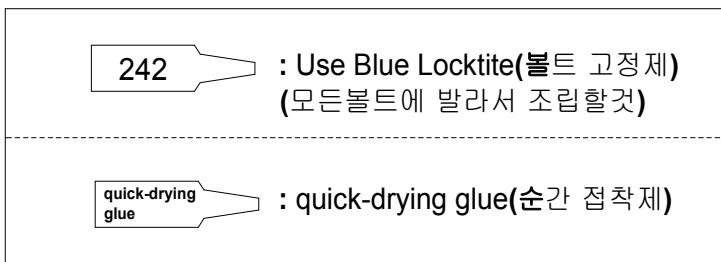 242
: Use Blue Locktite(볼트 고정제)
(모든볼트에 발라서 조립할것)
quick-drying
glue
: quick-drying glue(순간 접착제)